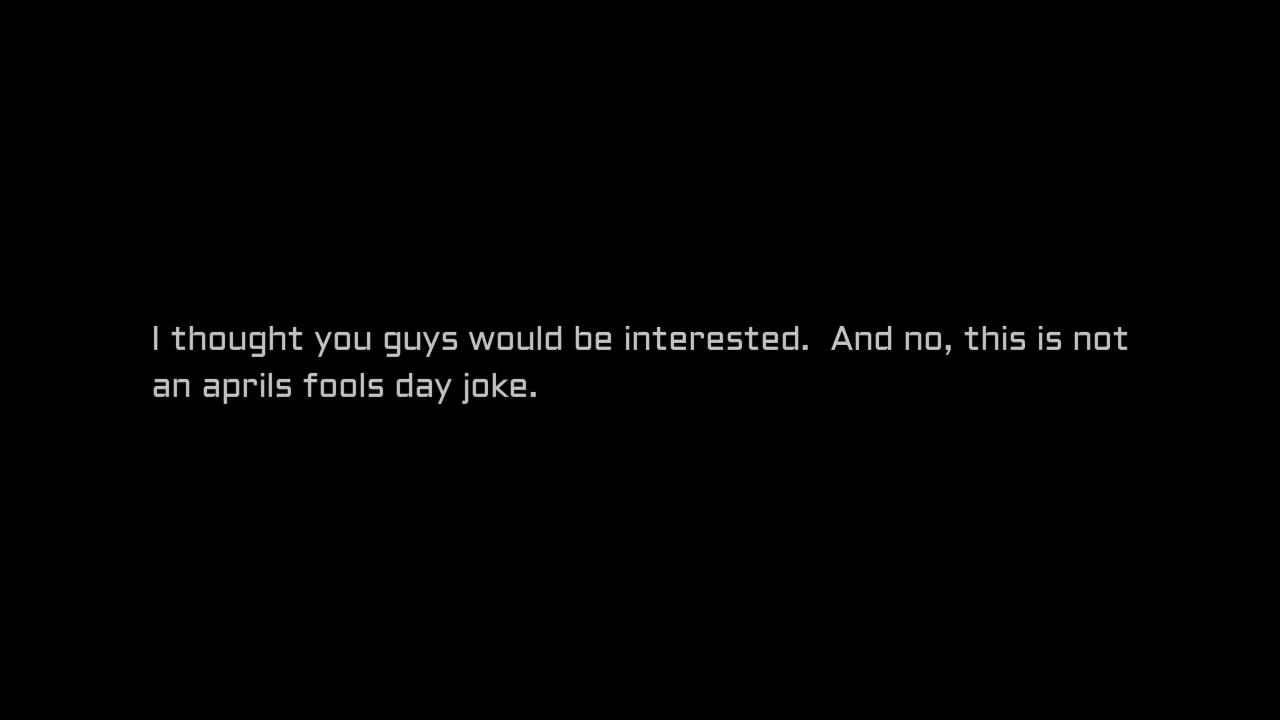 I thought you guys would be interested.  And no, this is not
an aprils fools day joke.